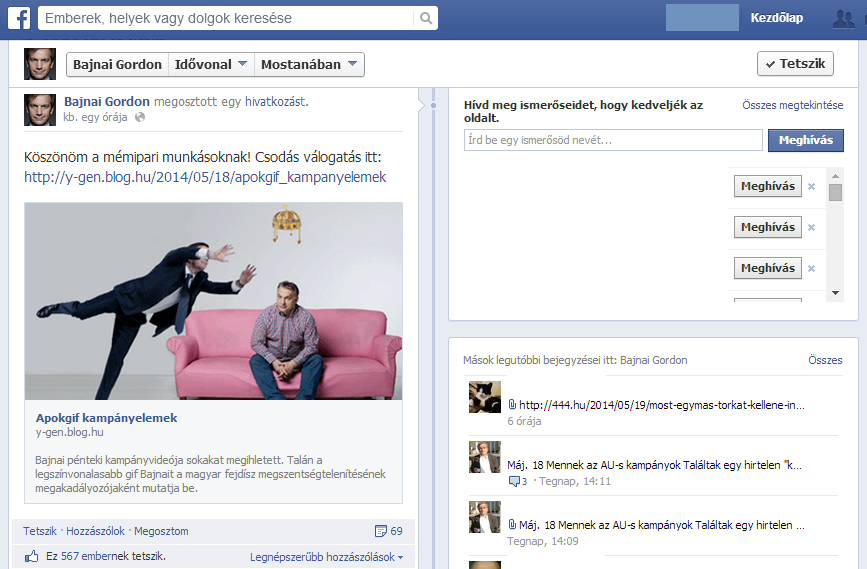 Emberek, helyek vagy dolgok keresése
Kezdőlap
Bajnai Gordon
Idővonal
Mostanában
Tetszik
Bajnai Gordon megosztott egy hivatkozást.
kb. egy órája
Köszönöm a mémipari munkásoknak! Csodás válogatás itt:
http://y-gen.blog.hu/2014/05/18/apokgif_kampanyelemek
Apokgif kampányelemek
y-gen.blog.hu
Bajnai pénteki kampányvideója sokakat megihletett. Talán a
legszínvonalasabb gif Bajnait a magyar fejdísz megszentségtelenítésének
megakadályozójaként mutatja be.
Tetszik · Hozzászólok · Megosztom
69
Ez 567 embernek tetszik.
Legnépszerűbb hozzászólások
Hívd meg ismerőseidet, hogy kedveljék az
oldalt.
Összes megtekintése
Írd be egy ismerősöd nevét...
Meghívás
Meghívás
Meghívás
Meghívás
Mások legutóbbi bejegyzései itt: Bajnai Gordon
Összes
http://444.hu/2014/05/19/most-egymas-torkat-kellene-in...
6 órája
Máj. 18 Mennek az AU-s kampányok Találtak egy hirtelen "k...
3 · Tegnap, 14:11
Máj. 18 Mennek az AU-s kampányok Találtak egy hirtelen ...
Tegnap, 14:09